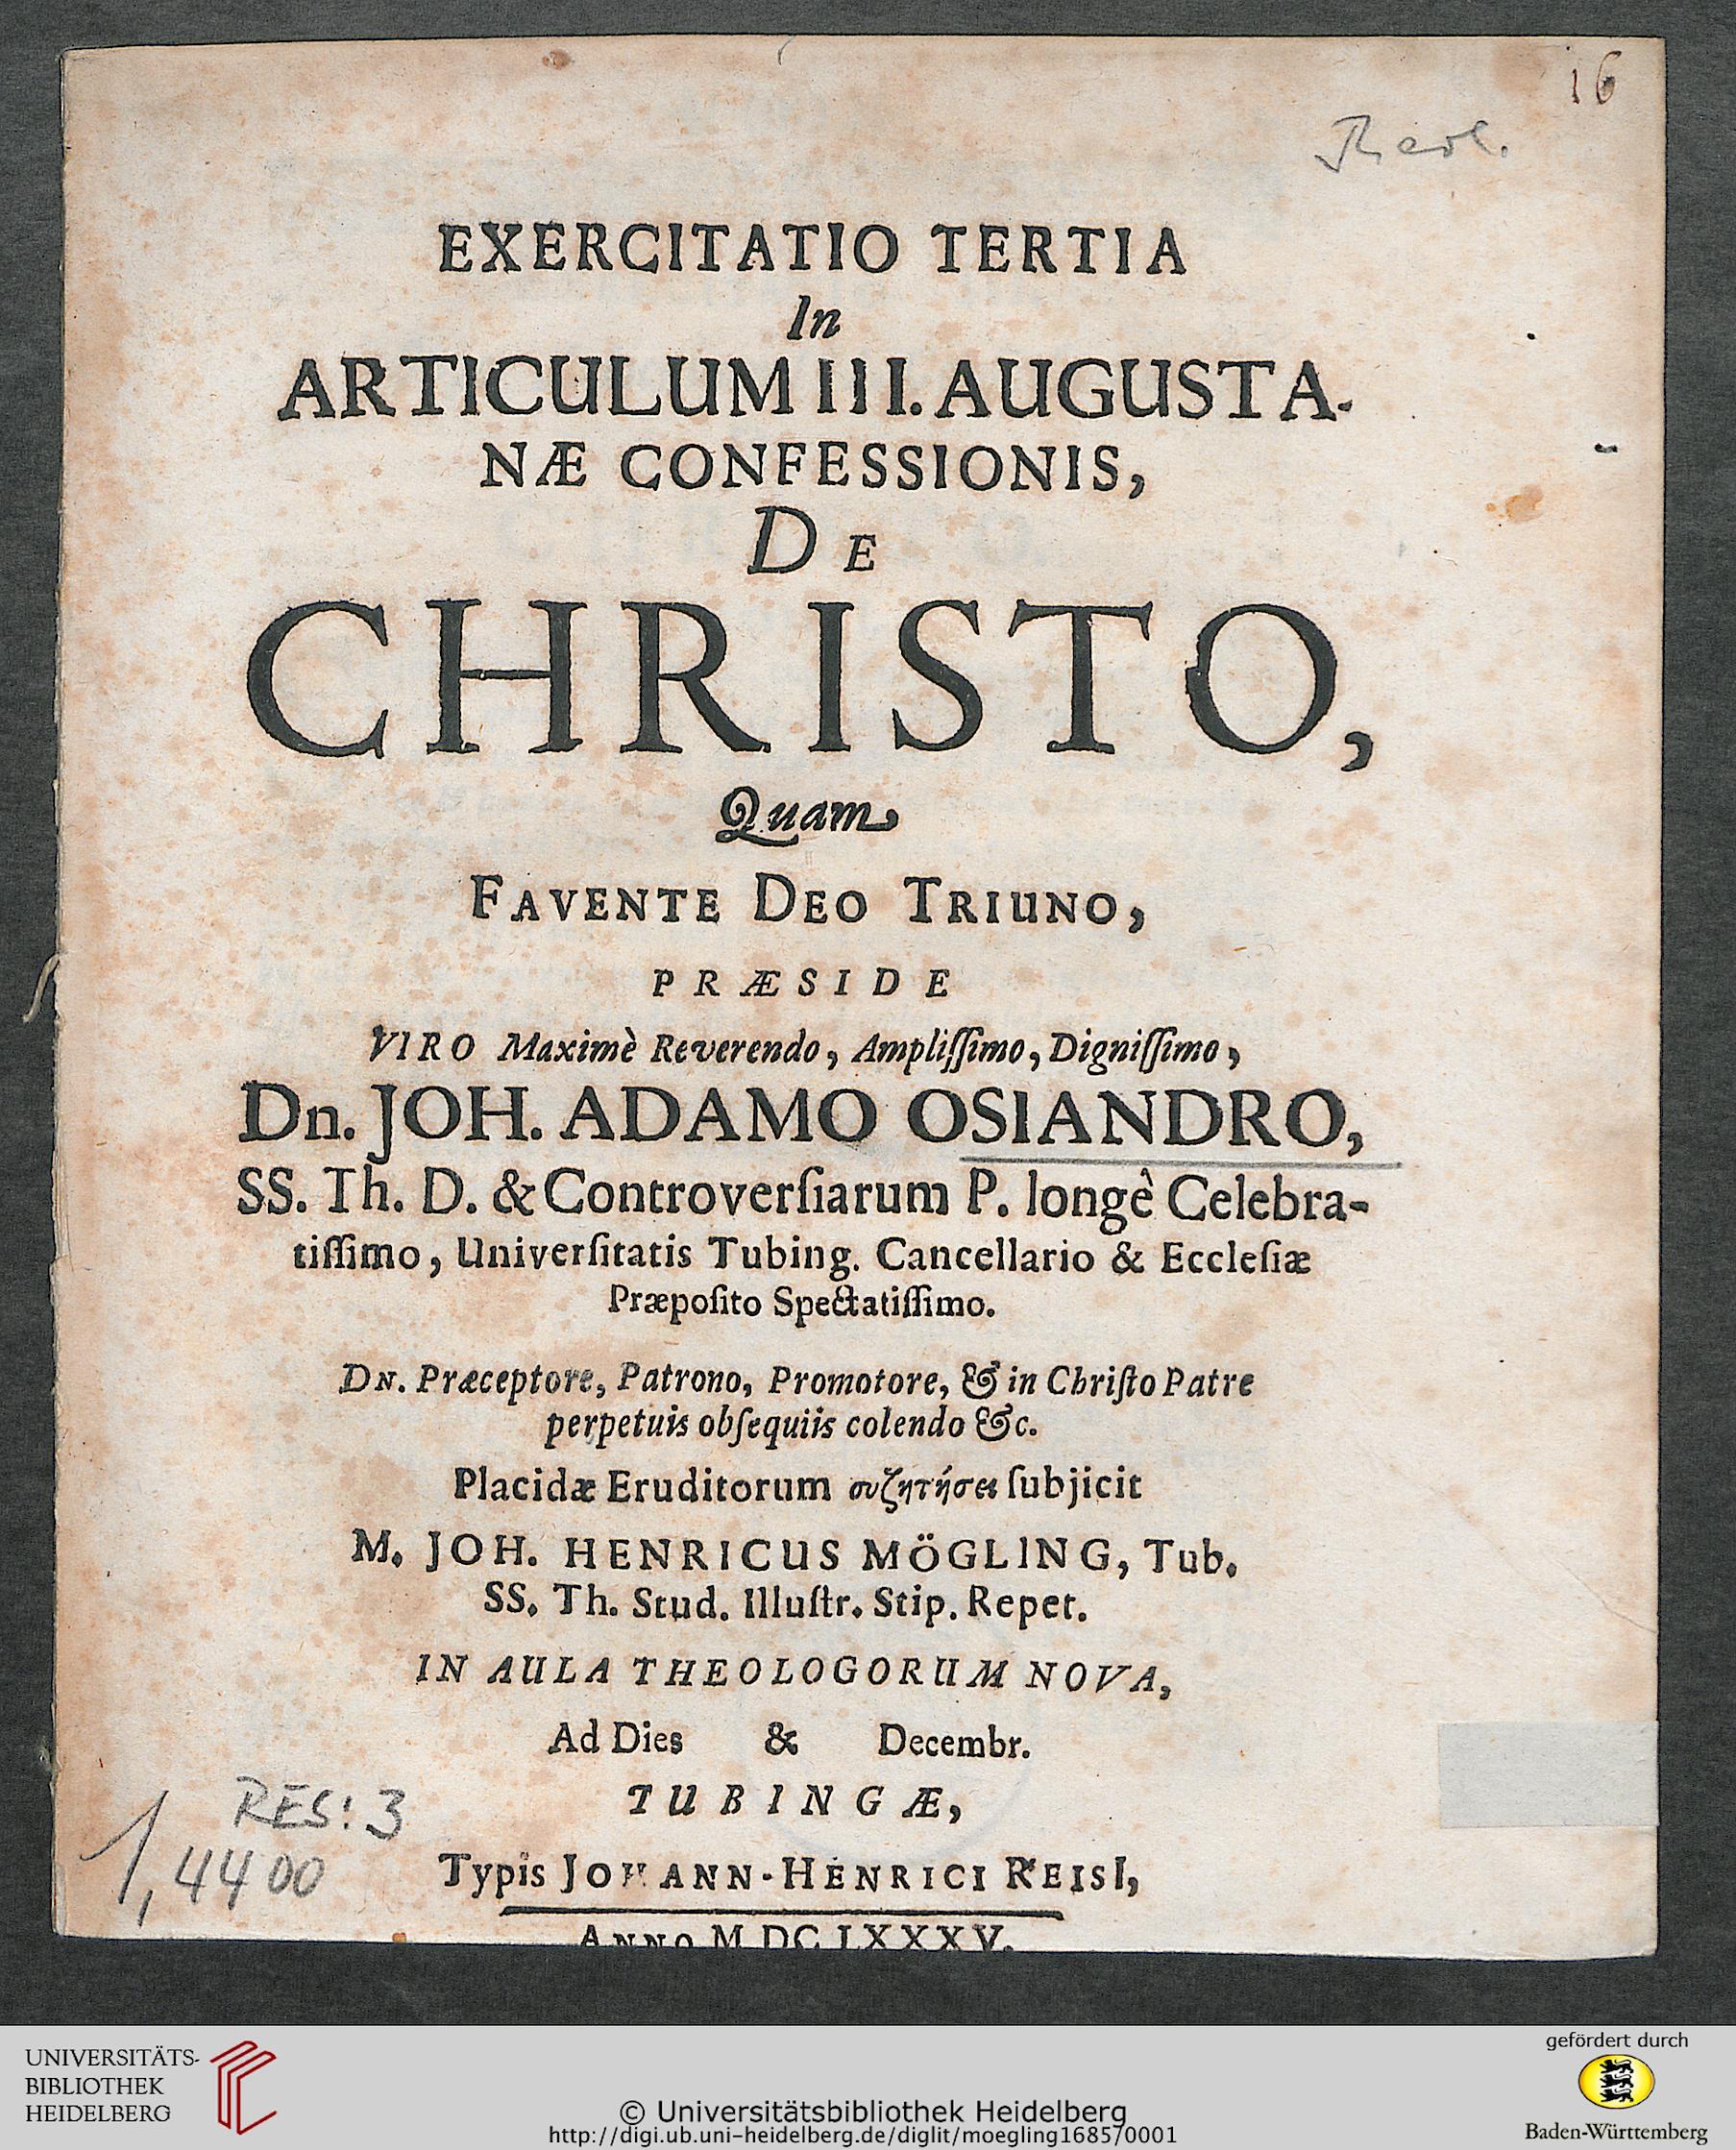 16
Theol.
EXERCITATIO TERTIA
In
ARTICULUM III. AUGUSTA-
NÆ CONFESSIONIS,
DE
CHRISTO,
Quam
FAVENTE DEO TRIUNO,
PRÆSIDE
VIRO Maximè Reverendo, Ampliſſimo, Digniſſimo,
Dn. JOH. ADAMO OSIANDRO,
SS. Th. D. & Controverſiarum P. longê Celebra-
tiſſimo, Univerſitatis Tubing. Cancellario & Eccleſiæ
Præpoſito Spectatiſſimo.
DN. Præceptore, Patrono, Promotore, & in Chriſto Patre
perpetuis obſequiis colendo &c.
Placidæ Eruditorum συζητήσει ſubjicit
M. JOH. HENRICUS MÖGLING, Tub.
SS. Th. Stud. Illuſtr. Stip. Repet.
IN AULA THEOLOGORUM NOVA,
Ad Dies & Decembr.
TUBINGÆ,
RES: 3
1,4400
Typis JOHANN-HENRICI REISI,
ANNO M DC LXXXV.
UNIVERSITÄTS-
BIBLIOTHEK
HEIDELBERG
© Universitätsbibliothek Heidelberg
http://digi.ub.uni-heidelberg.de/diglit/moegling1685/0001
gefördert durch
Baden-Württemberg